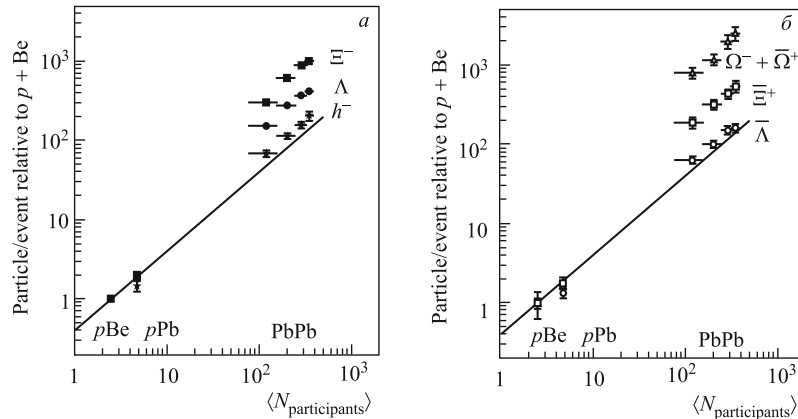 a
Particle/event relative to p + Be
10³
10²
10
1
Ξ⁻
Λ
h⁻
pBe pPb PbPb
1 10 10² 10³
⟨N_participants⟩
б
Particle/event relative to p + Be
10³
10²
10
1
Ω⁻ + Ω̅⁺
Ξ̅⁺
Λ̅
pBe pPb PbPb
1 10 10² 10³
⟨N_participants⟩